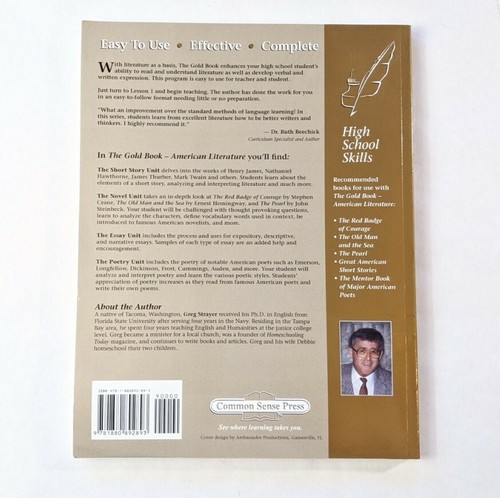 Easy To Use • Effective • Complete
With literature as a basis, The Gold Book enhances your high school student's
ability to read and understand literature as well as develop verbal and
written expression. This program is easy to use for teacher and student.
Just turn to Lesson 1 and begin teaching. The author has done the work for you
in an easy-to-follow format needing little or no preparation.
"What an improvement over the standard methods of language learning! In
this series, students learn from excellent literature how to be better writers and
thinkers. I highly recommend it."
— Dr. Ruth Beechick
Curriculum Specialist and Author
In The Gold Book – American Literature you'll find:
The Short Story Unit delves into the works of Henry James, Nathaniel
Hawthorne, James Thurber, Mark Twain and others. Students learn about the
elements of a short story, analyzing and interpreting literature and much more.
The Novel Unit takes an in-depth look at The Red Badge of Courage by Stephen
Crane, The Old Man and the Sea by Ernest Hemingway, and The Pearl by John
Steinbeck. Your student will be challenged with thought provoking questions,
learn to analyze the characters, define vocabulary words used in context, be
introduced to famous American novelists, and more.
The Essay Unit includes the process and uses for expository, descriptive,
and narrative essays. Samples of each type of essay are an added help and
encouragement.
The Poetry Unit includes the poetry of notable American poets such as Emerson,
Longfellow, Dickinson, Frost, Cummings, Auden, and more. Your student will
analyze and interpret poetry and learn the various poetic styles. Students'
appreciation of poetry increases as they read from famous American poets and
write their own poems.
About the Author
A native of Tacoma, Washington, Greg Strayer received his Ph.D. in English from
Florida State University after serving four years in the Navy. Residing in the Tampa
Bay area, he spent four years teaching English and Humanities at the junior college
level. Greg became a minister for a local church, was a founder of Homeschooling
Today magazine, and continues to write books and articles. Greg and his wife Debbie
homeschool their two children.
90000
9 781880 892893
Common Sense Press
See where learning takes you.
Cover design by Ambassador Productions, Gainesville, FL
High
School
Skills
Recommended
books for use with
The Gold Book -
American Literature:
• The Red Badge
of Courage
• The Old Man
and the Sea
• The Pearl
• Great American
Short Stories
• The Mentor Book
of Major American
Poets